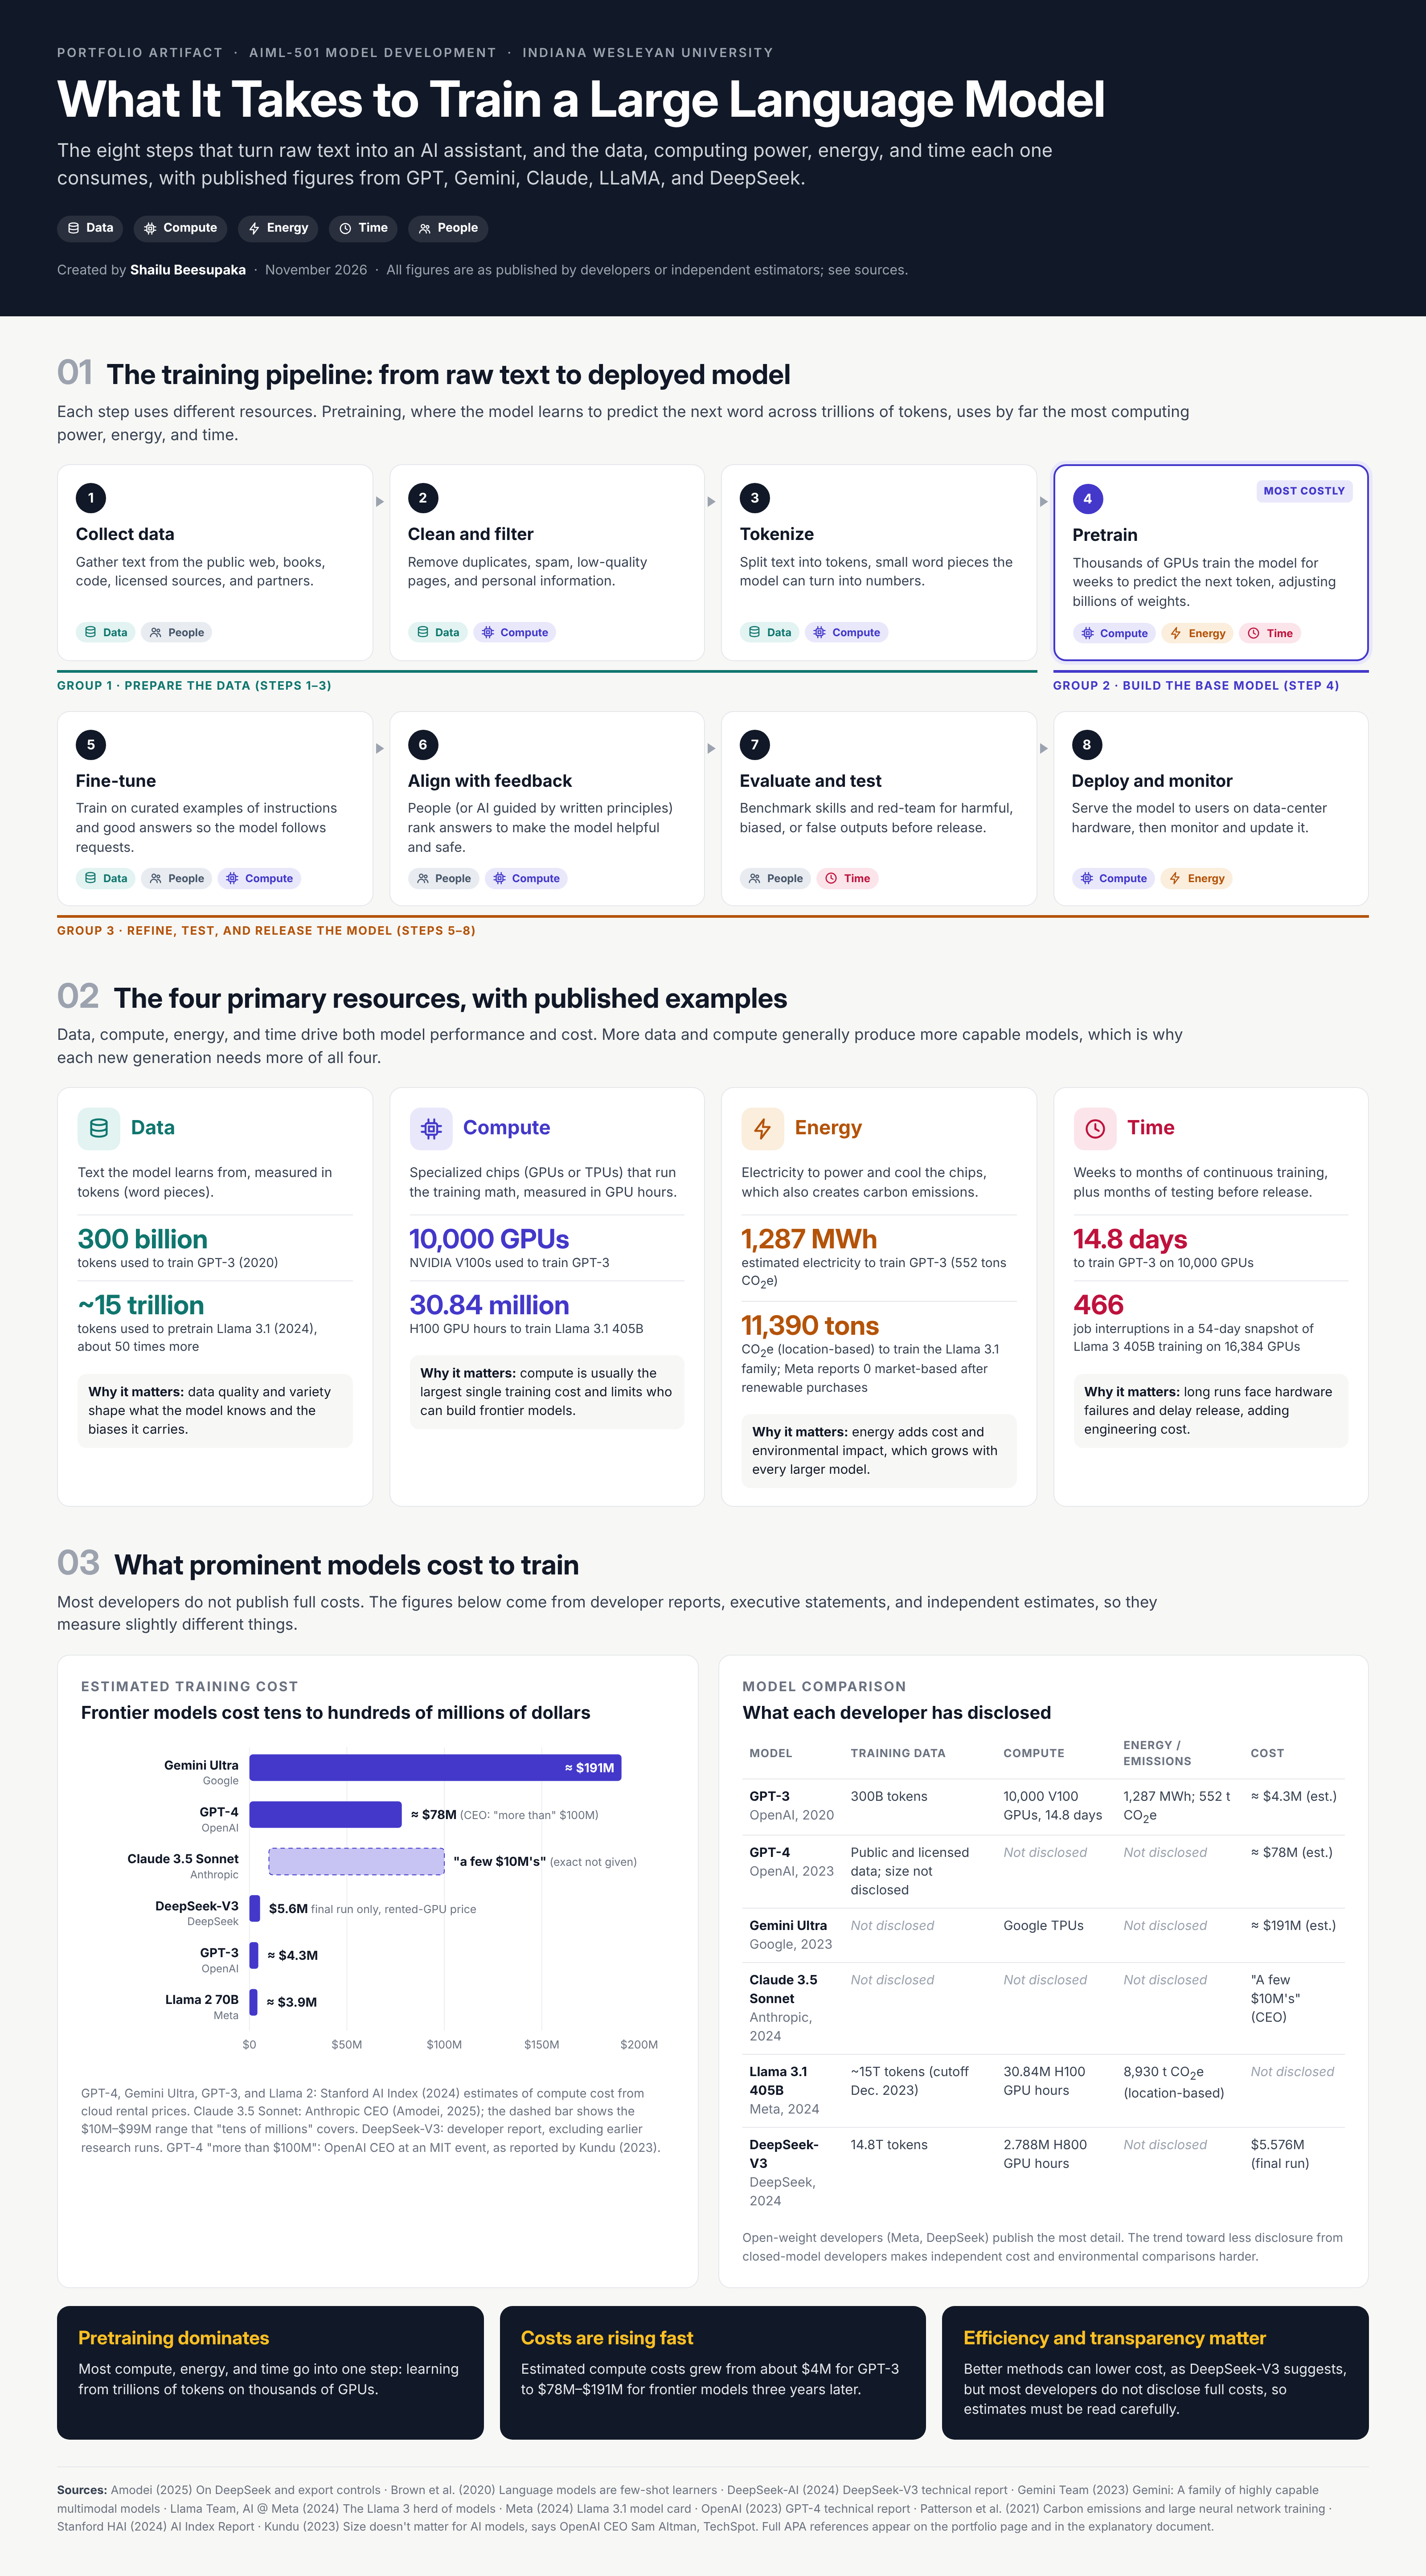 PORTFOLIO ARTIFACT · AIML-501 MODEL DEVELOPMENT · INDIANA WESLEYAN UNIVERSITY
What It Takes to Train a Large Language Model
The eight steps that turn raw text into an AI assistant, and the data, computing power, energy, and time each one
consumes, with published figures from GPT, Gemini, Claude, LLaMA, and DeepSeek.
Data Compute Energy Time People
Created by Shailu Beesupaka · November 2026 · All figures are as published by developers or independent estimators; see sources.
01 The training pipeline: from raw text to deployed model
Each step uses different resources. Pretraining, where the model learns to predict the next word across trillions of tokens, uses by far the most computing
power, energy, and time.
1
Collect data
Gather text from the public web, books,
code, licensed sources, and partners.
Data People
2
Clean and filter
Remove duplicates, spam, low-quality
pages, and personal information.
Data Compute
3
Tokenize
Split text into tokens, small word pieces the
model can turn into numbers.
Data Compute
4
MOST COSTLY
Pretrain
Thousands of GPUs train the model for
weeks to predict the next token, adjusting
billions of weights.
Compute Energy Time
GROUP 1 · PREPARE THE DATA (STEPS 1–3)
GROUP 2 · BUILD THE BASE MODEL (STEP 4)
5
Fine-tune
Train on curated examples of instructions
and good answers so the model follows
requests.
Data People Compute
6
Align with feedback
People (or AI guided by written principles)
rank answers to make the model helpful
and safe.
People Compute
7
Evaluate and test
Benchmark skills and red-team for harmful,
biased, or false outputs before release.
People Time
8
Deploy and monitor
Serve the model to users on data-center
hardware, then monitor and update it.
Compute Energy
GROUP 3 · REFINE, TEST, AND RELEASE THE MODEL (STEPS 5–8)
02 The four primary resources, with published examples
Data, compute, energy, and time drive both model performance and cost. More data and compute generally produce more capable models, which is why
each new generation needs more of all four.
Data
Text the model learns from, measured in
tokens (word pieces).
300 billion
tokens used to train GPT-3 (2020)
~15 trillion
tokens used to pretrain Llama 3.1 (2024),
about 50 times more
Why it matters: data quality and variety
shape what the model knows and the
biases it carries.
Compute
Specialized chips (GPUs or TPUs) that run
the training math, measured in GPU hours.
10,000 GPUs
NVIDIA V100s used to train GPT-3
30.84 million
H100 GPU hours to train Llama 3.1 405B
Why it matters: compute is usually the
largest single training cost and limits who
can build frontier models.
Energy
Electricity to power and cool the chips,
which also creates carbon emissions.
1,287 MWh
estimated electricity to train GPT-3 (552 tons
CO2e)
11,390 tons
CO2e (location-based) to train the Llama 3.1
family; Meta reports 0 market-based after
renewable purchases
Why it matters: energy adds cost and
environmental impact, which grows with
every larger model.
Time
Weeks to months of continuous training,
plus months of testing before release.
14.8 days
to train GPT-3 on 10,000 GPUs
466
job interruptions in a 54-day snapshot of
Llama 3 405B training on 16,384 GPUs
Why it matters: long runs face hardware
failures and delay release, adding
engineering cost.
03 What prominent models cost to train
Most developers do not publish full costs. The figures below come from developer reports, executive statements, and independent estimates, so they
measure slightly different things.
ESTIMATED TRAINING COST
Frontier models cost tens to hundreds of millions of dollars
Gemini Ultra
Google
≈ $191M
GPT-4
OpenAI
≈ $78M (CEO: "more than" $100M)
Claude 3.5 Sonnet
Anthropic
"a few $10M's" (exact not given)
DeepSeek-V3
DeepSeek
$5.6M final run only, rented-GPU price
GPT-3
OpenAI
≈ $4.3M
Llama 2 70B
Meta
≈ $3.9M
$0 $50M $100M $150M $200M
GPT-4, Gemini Ultra, GPT-3, and Llama 2: Stanford AI Index (2024) estimates of compute cost from
cloud rental prices. Claude 3.5 Sonnet: Anthropic CEO (Amodei, 2025); the dashed bar shows the
$10M–$99M range that "tens of millions" covers. DeepSeek-V3: developer report, excluding earlier
research runs. GPT-4 "more than $100M": OpenAI CEO at an MIT event, as reported by Kundu (2023).
MODEL COMPARISON
What each developer has disclosed
MODEL TRAINING DATA COMPUTE ENERGY / EMISSIONS COST
GPT-3
OpenAI, 2020
300B tokens
10,000 V100
GPUs, 14.8 days
1,287 MWh; 552 t
CO2e
≈ $4.3M (est.)
GPT-4
OpenAI, 2023
Public and licensed
data; size not
disclosed
Not disclosed
Not disclosed
≈ $78M (est.)
Gemini Ultra
Google, 2023
Not disclosed
Google TPUs
Not disclosed
≈ $191M (est.)
Claude 3.5
Sonnet
Anthropic,
2024
Not disclosed
Not disclosed
Not disclosed
"A few
$10M's"
(CEO)
Llama 3.1
405B
Meta, 2024
~15T tokens (cutoff
Dec. 2023)
30.84M H100
GPU hours
8,930 t CO2e
(location-based)
Not disclosed
DeepSeek-
V3
DeepSeek,
2024
14.8T tokens
2.788M H800
GPU hours
Not disclosed
$5.576M
(final run)
Open-weight developers (Meta, DeepSeek) publish the most detail. The trend toward less disclosure from
closed-model developers makes independent cost and environmental comparisons harder.
Pretraining dominates
Most compute, energy, and time go into one step: learning
from trillions of tokens on thousands of GPUs.
Costs are rising fast
Estimated compute costs grew from about $4M for GPT-3
to $78M–$191M for frontier models three years later.
Efficiency and transparency matter
Better methods can lower cost, as DeepSeek-V3 suggests,
but most developers do not disclose full costs, so
estimates must be read carefully.
Sources: Amodei (2025) On DeepSeek and export controls · Brown et al. (2020) Language models are few-shot learners · DeepSeek-AI (2024) DeepSeek-V3 technical report · Gemini Team (2023) Gemini: A family of highly capable
multimodal models · Llama Team, AI @ Meta (2024) The Llama 3 herd of models · Meta (2024) Llama 3.1 model card · OpenAI (2023) GPT-4 technical report · Patterson et al. (2021) Carbon emissions and large neural network training ·
Stanford HAI (2024) AI Index Report · Kundu (2023) Size doesn't matter for AI models, says OpenAI CEO Sam Altman, TechSpot. Full APA references appear on the portfolio page and in the explanatory document.